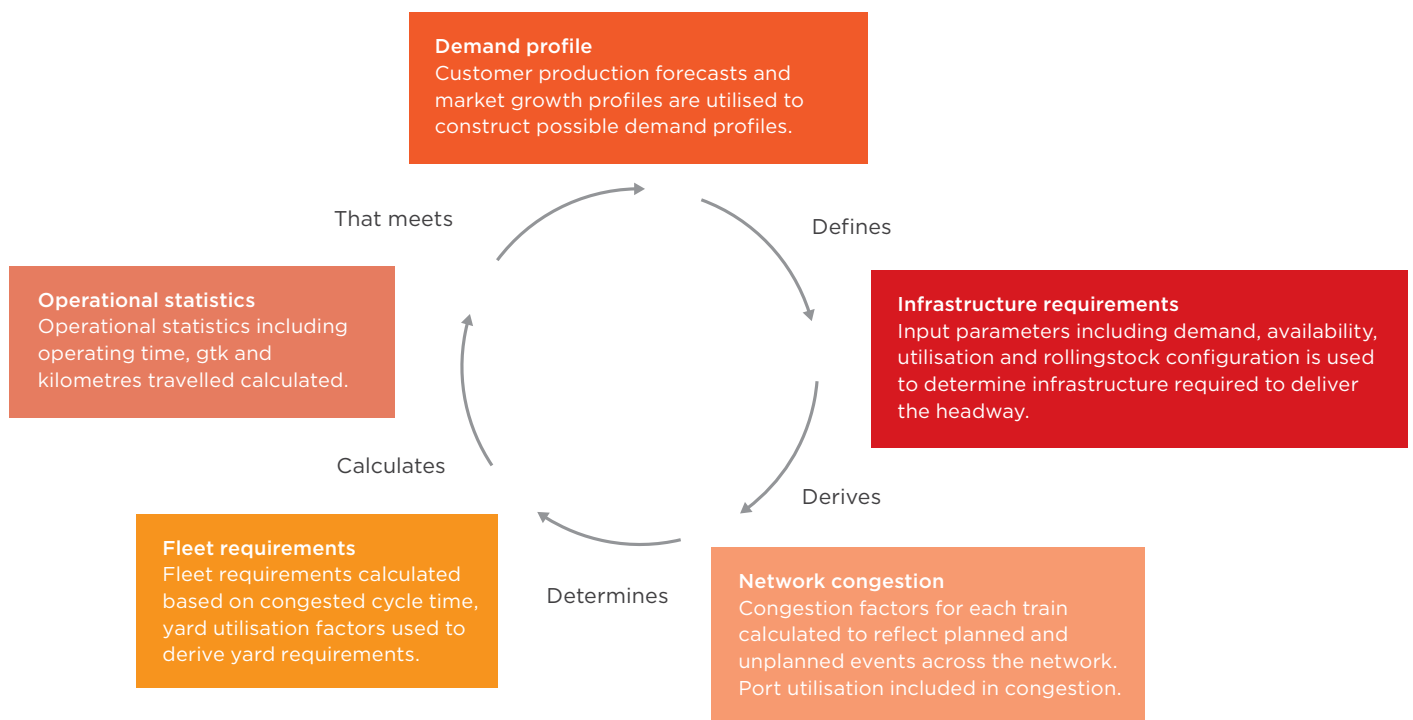 Demand profile
Customer production forecasts and
market growth profiles are utilised to
construct possible demand profiles.
That meets
Defines
Operational statistics
Operational statistics including
operating time, gtk and
kilometres travelled calculated.
Infrastructure requirements
Input parameters including demand, availability,
utilisation and rollingstock configuration is used
to determine infrastructure required to deliver
the headway.
Calculates
Derives
Fleet requirements
Fleet requirements calculated
based on congested cycle time,
yard utilisation factors used to
derive yard requirements.
Determines
Network congestion
Congestion factors for each train
calculated to reflect planned and
unplanned events across the network.
Port utilisation included in congestion.